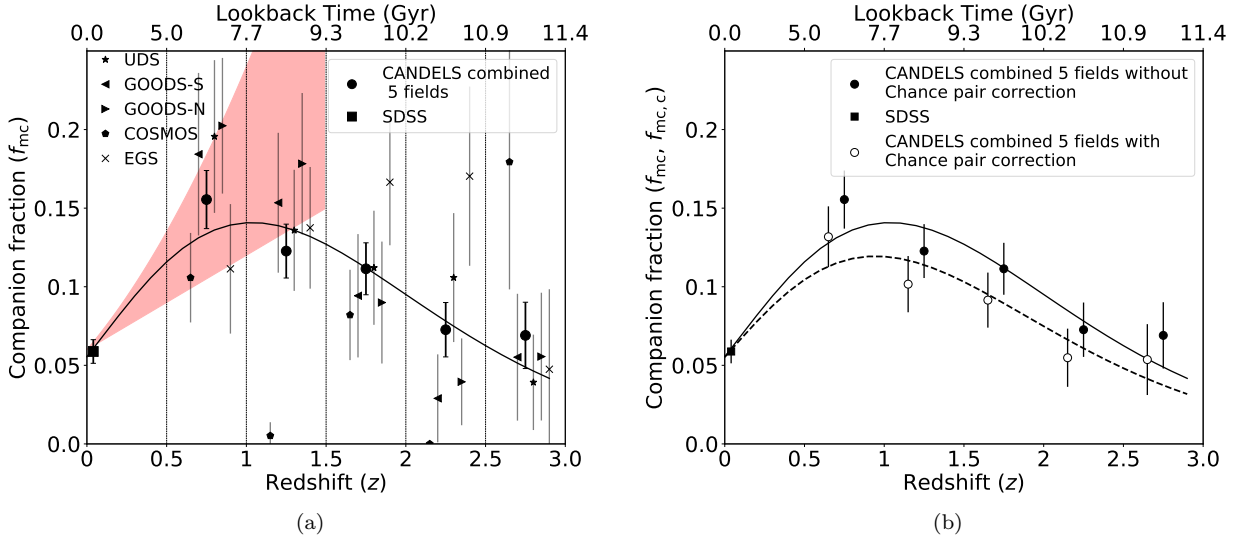 Lookback Time (Gyr)
0.0 5.0 7.7 9.3 10.2 10.9 11.4
UDS
GOODS-S
GOODS-N
COSMOS
EGS
CANDELS combined
5 fields
SDSS
Companion fraction (fmc)
0.2
0.15
0.1
0.05
0.0
0.0 0.5 1 1.5 2 2.5 3.0
Redshift (z)
(a)
Lookback Time (Gyr)
0.0 5.0 7.7 9.3 10.2 10.9 11.4
CANDELS combined 5 fields without
Chance pair correction
SDSS
CANDELS combined 5 fields with
Chance pair correction
Companion fraction (fmc, fmc, c)
0.2
0.15
0.1
0.05
0.0
0.0 0.5 1 1.5 2 2.5 3.0
Redshift (z)
(b)